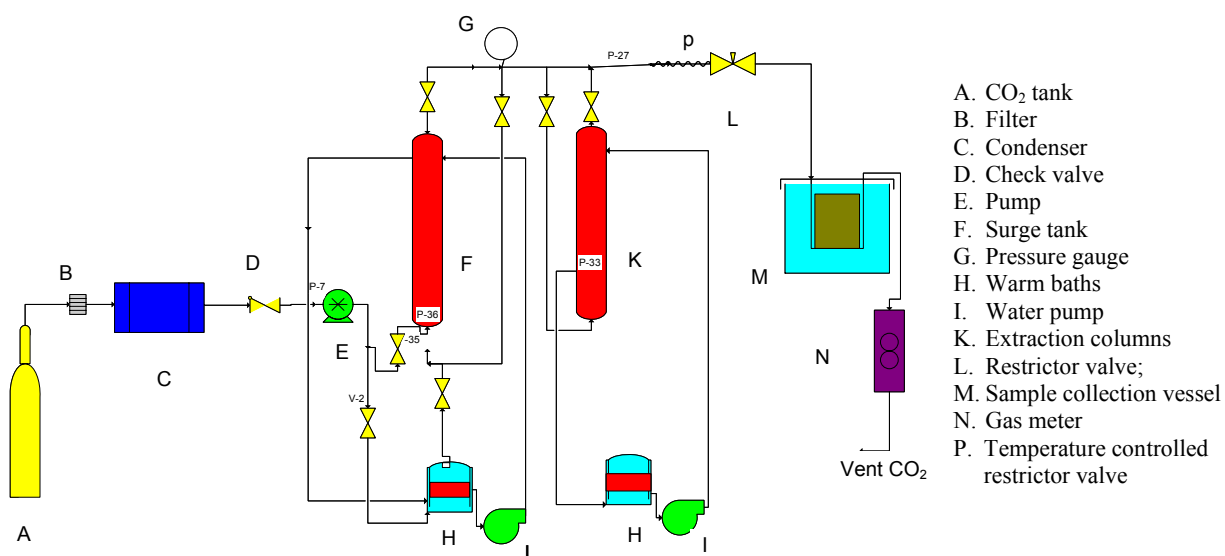 G
P-27
p
L
B
D
P-7
C
E
F
P-36
-35
V-2
K
P-33
M
N
Vent CO₂
A
H
I
H
I
A. CO₂ tank
B. Filter
C. Condenser
D. Check valve
E. Pump
F. Surge tank
G. Pressure gauge
H. Warm baths
I. Water pump
K. Extraction columns
L. Restrictor valve;
M. Sample collection vessel
N. Gas meter
P. Temperature controlled
restrictor valve